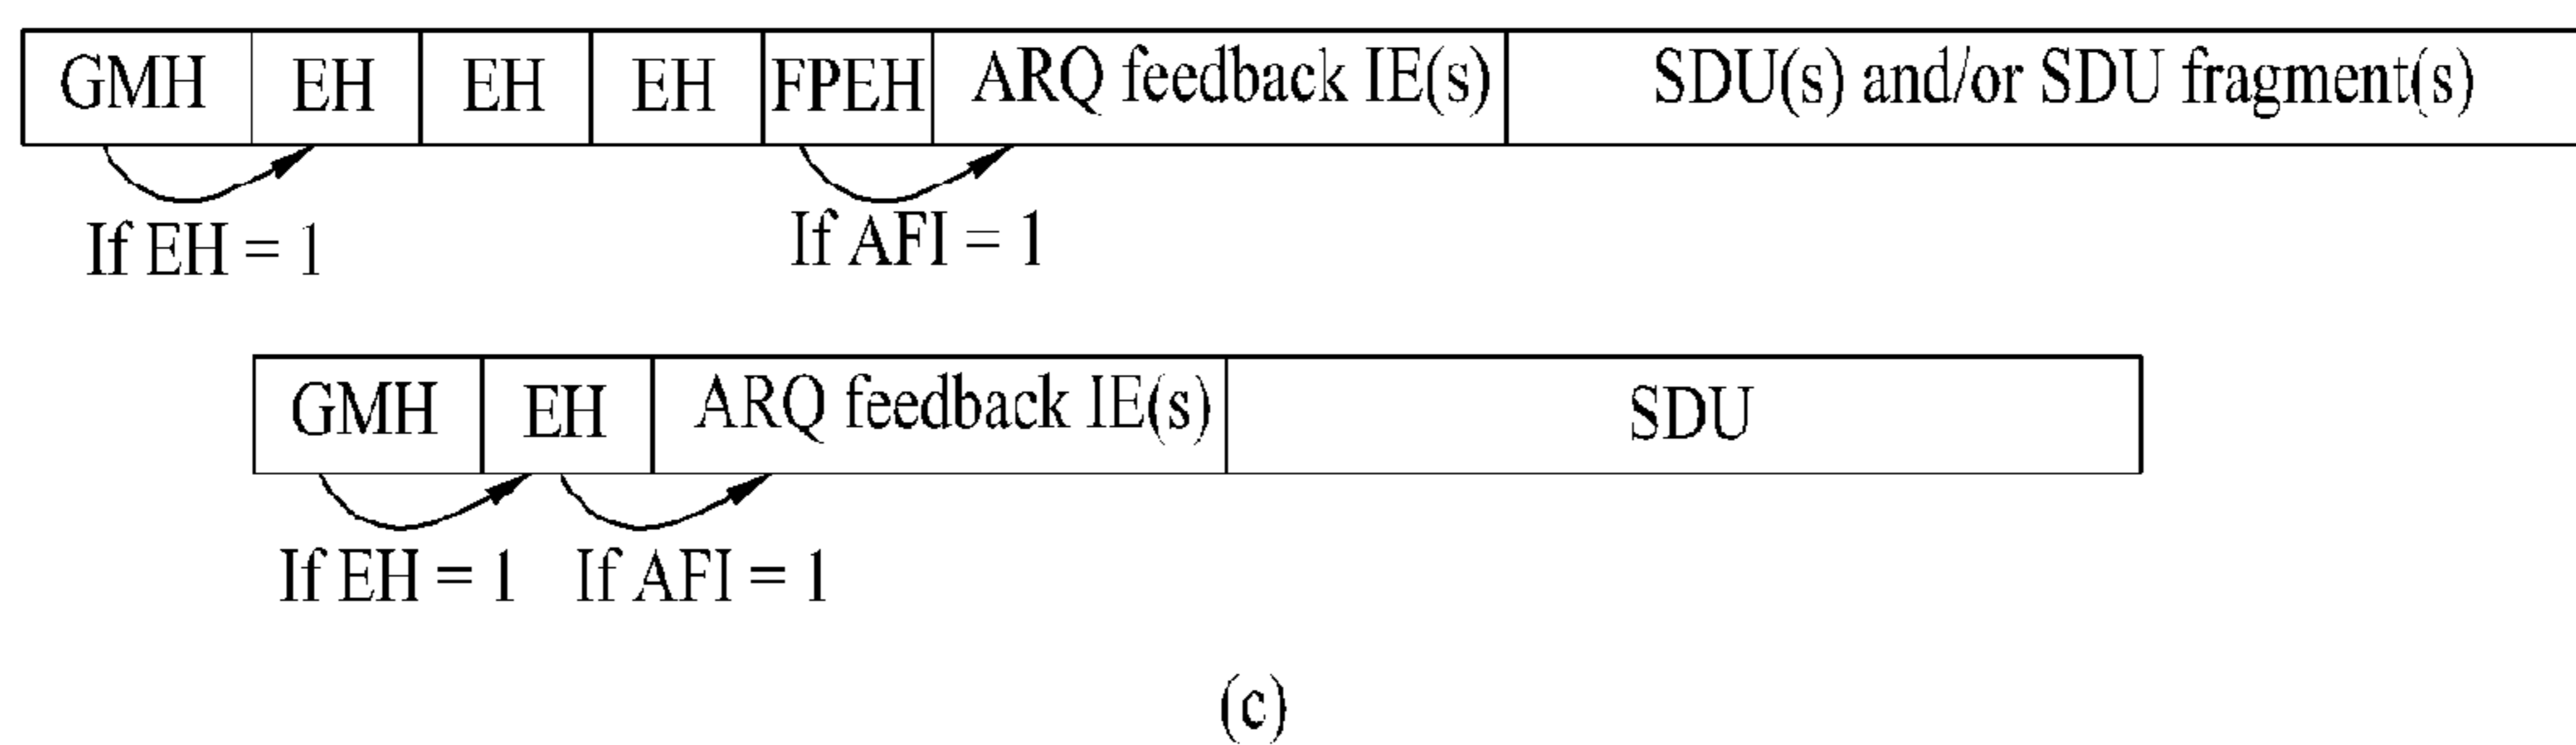 GMH EH EH EH FPEH ARQ feedback IE(s) SDU(s) and/or SDU fragment(s)
If EH = 1 If AFI = 1
GMH EH ARQ feedback IE(s) SDU
If EH = 1 If AFI = 1
(c)